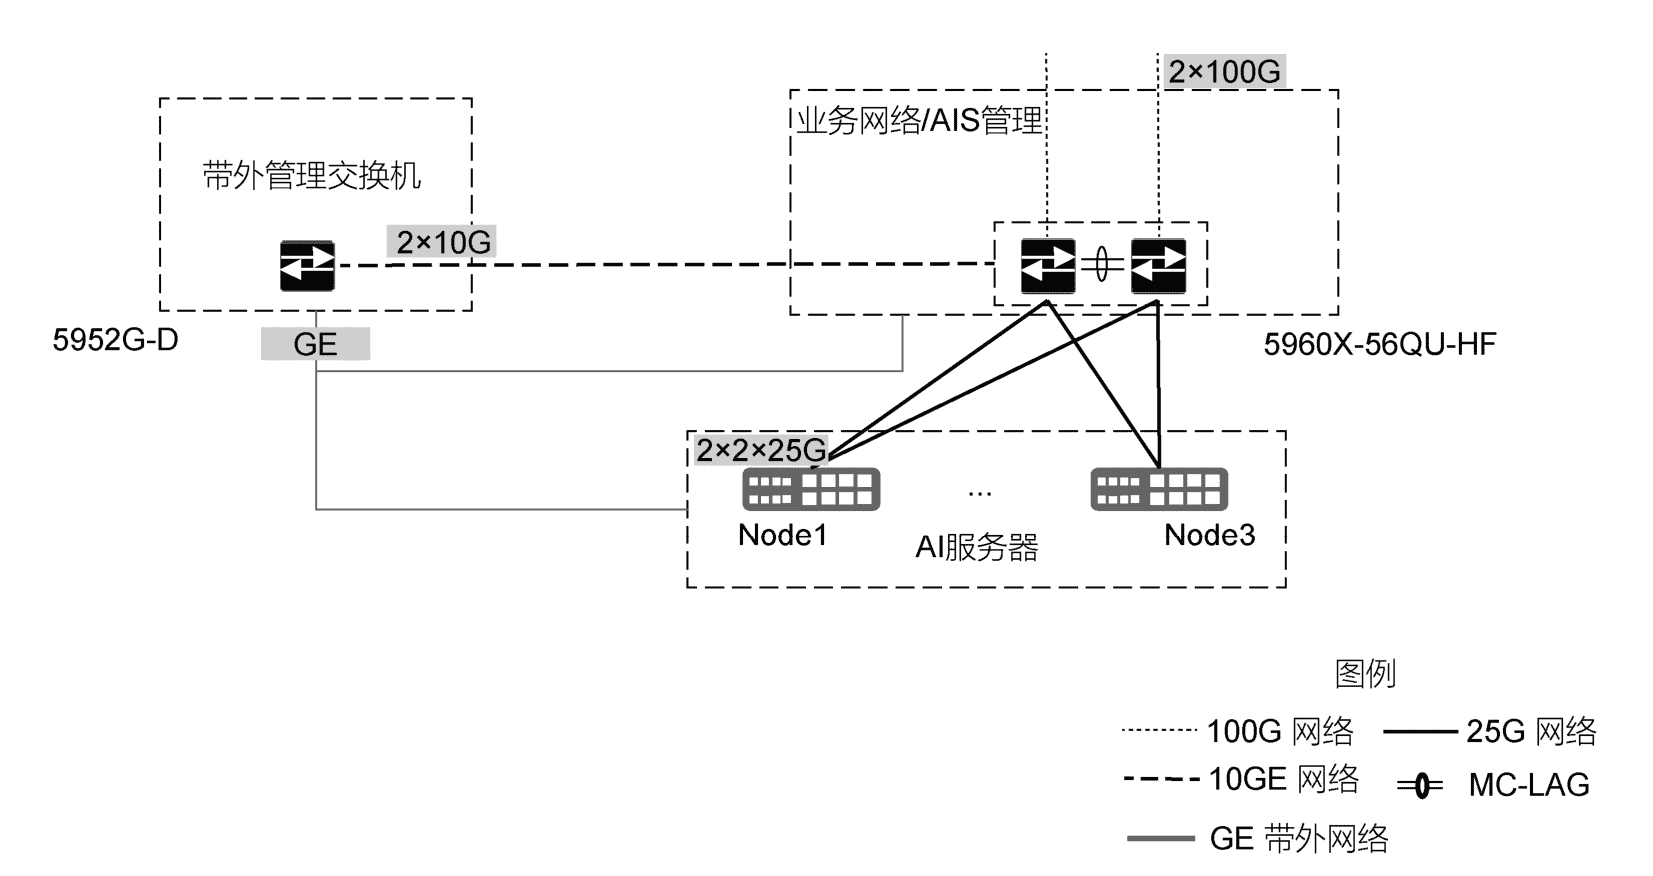 2×100G
业务网络/AIS管理
带外管理交换机
2×10G
5952G-D
GE
5960X-56QU-HF
2×2×25G
...
Node1
AI服务器
Node3
图例
100G 网络
25G 网络
10GE 网络
MC-LAG
GE 带外网络